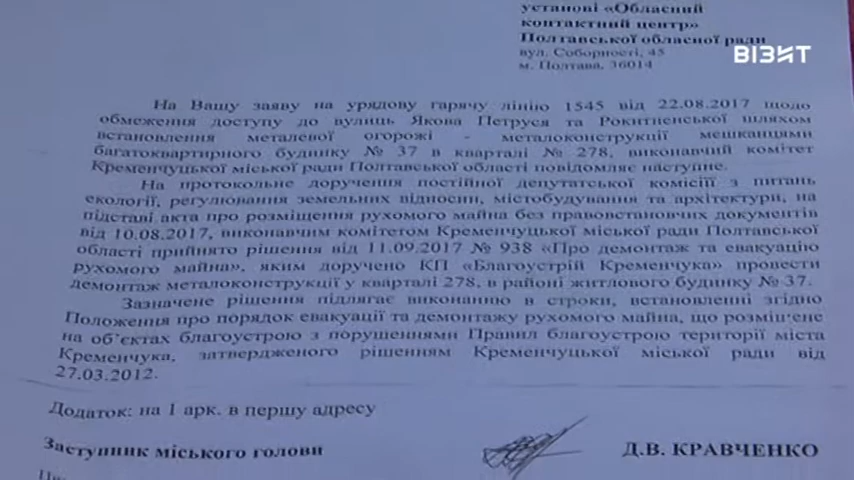 установі «Обласний
контактний центр»
Полтавської обласної ради
вул. Соборності, 45
м. Полтава, 36014
ВІЗИТ
На Вашу заяву на урядову гарячу лінію 1545 від 22.08.2017 щодо
обмеження доступу до вулиць Якова Петруся та Рокитненської шляхом
встановлення металевої огорожі - металоконструкції мешканцями
багатоквартирного будинку № 37 в кварталі № 278, виконавчий комітет
Кременчуцької міської ради Полтавської області повідомляє наступне.
На протокольне доручення постійної депутатської комісіїї з питань
екології, регулювання земельних відносин, містобудування та архітектури, на
підставі акта про розміщення рухомого майна без правовстановчих документів
від 10.08.2017, виконавчим комітетом Кременчуцької міської ради Полтавської
області прийнято рішення від 11.09.2017 № 938 «Про демонтаж та евакуацію
рухомого майна», яким доручено КП «Благоустрій Кременчука» провести
демонтаж металоконструкції у кварталі 278, в районі житлового будинку № 37.
Зазначене рішення підлягає виконанню в строки, встановленні згідно
Положення про порядок евакуації та демонтажу рухомого майна, що розміщене
на об’єктах благоустрою з порушеннями Правил благоустрою території міста
Кременчука, затвердженого рішенням Кременчуцької міської ради від
27.03.2012.
Додаток: на 1 арк. в першу адресу
Заступник міського голови Д.В. КРАВЧЕНКО